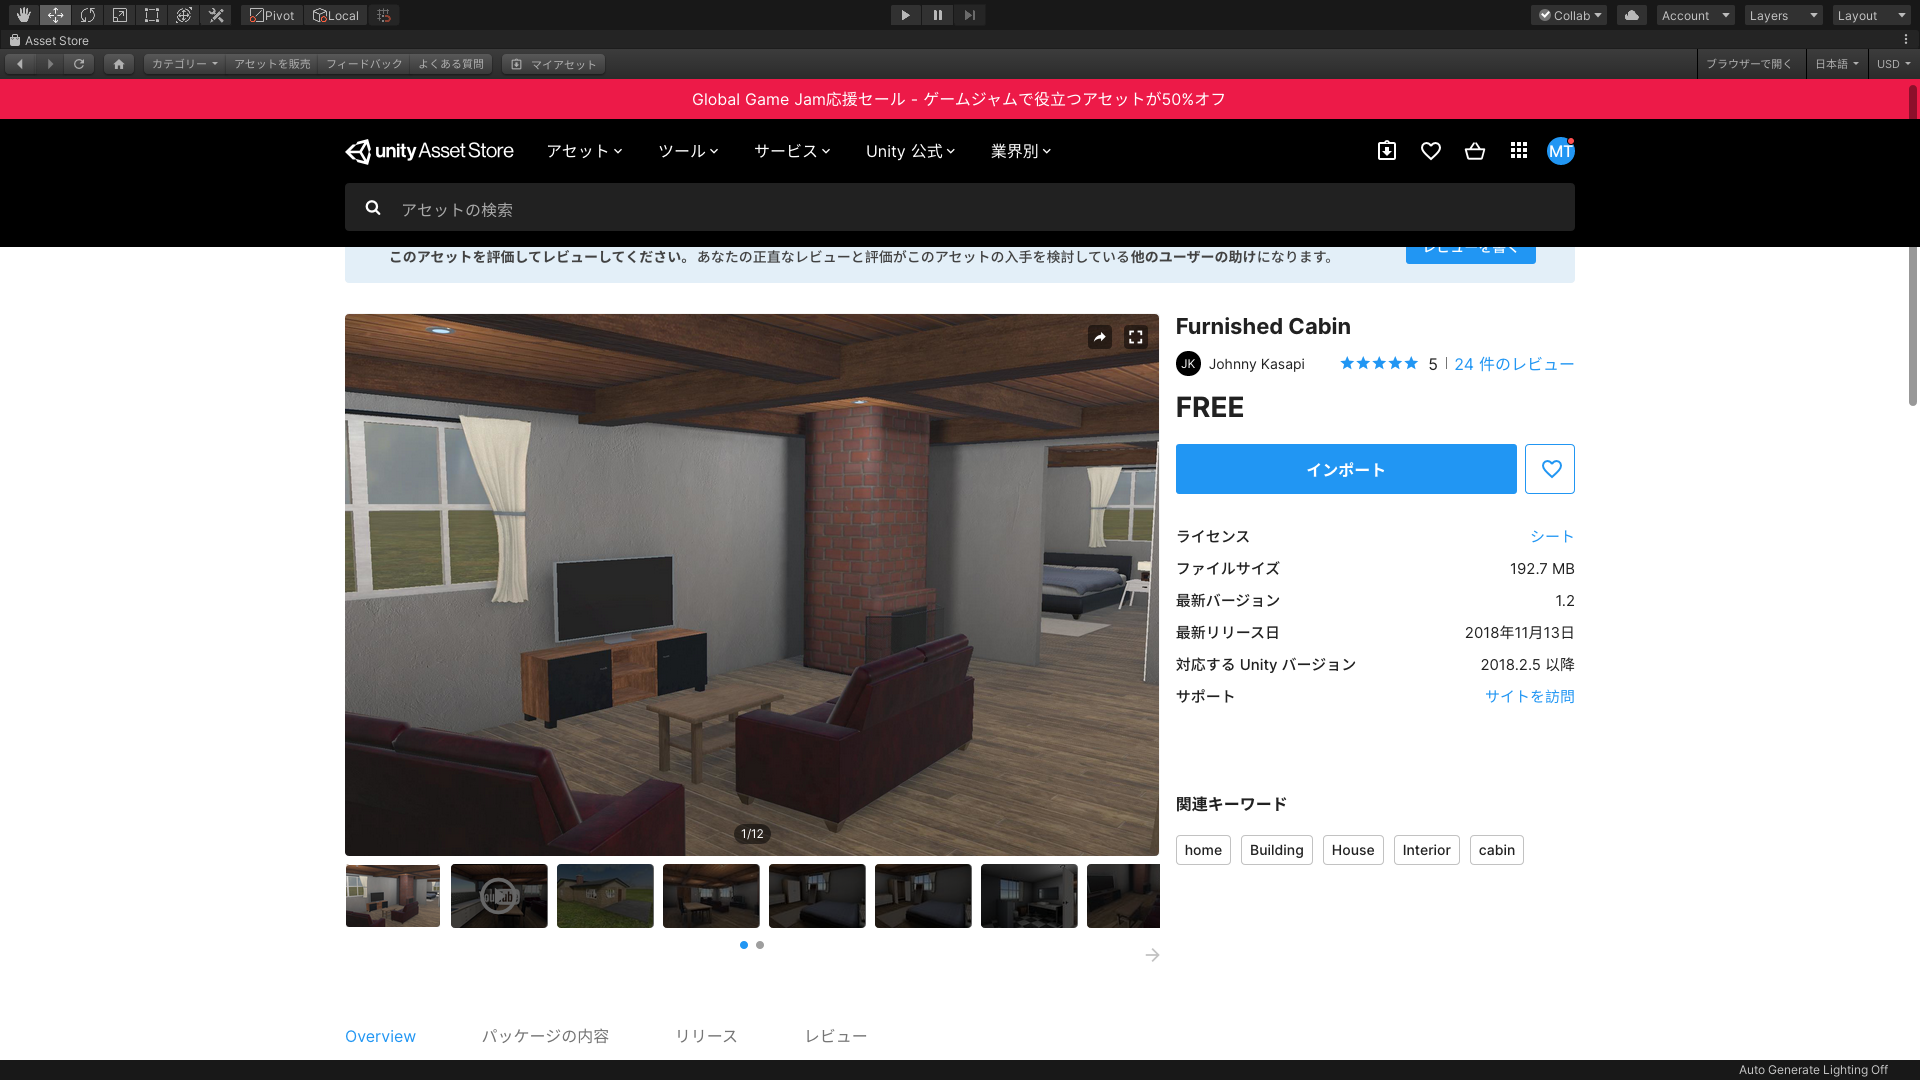 Pivot Local Collab Account Layers Layout
Asset Store
カテゴリー アセットを販売 フィードバック よくある質問 マイアセット ブラウザーで開く 日本語 USD
Global Game Jam応援セール - ゲームジャムで役立つアセットが50%オフ
unity Asset Store アセット ツール サービス Unity 公式 業界別 MT
アセットの検索
このアセットを評価してレビューしてください。あなたの正直なレビューと評価がこのアセットの入手を検討している他のユーザーの助けになります。 レビューを書く
Furnished Cabin
JK Johnny Kasapi 5 24 件のレビュー
FREE
インポート
ライセンス シート
ファイルサイズ 192.7 MB
最新バージョン 1.2
最新リリース日 2018年11月13日
対応する Unity バージョン 2018.2.5 以降
サポート サイトを訪問
関連キーワード
home Building House Interior cabin
1/12
Overview パッケージの内容 リリース レビュー
Auto Generate Lighting Off